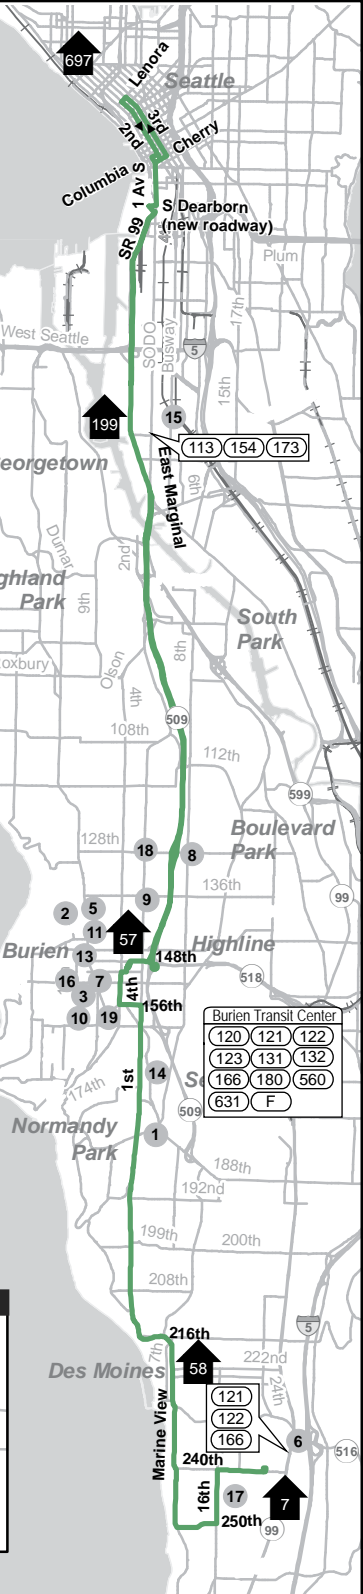 697
Lenora
Seattle
3rd
2nd
Cherry
Columbia
1 Av S
S Dearborn
(new roadway)
SR 99
Plum
17th
West Seattle
SODO
Busway
5
15th
199
15
113 154 173
eorgetown
East Marginal
6th
Dumar
2nd
ghland
Park
9th
South
Park
oxbury
Olson
8th
4th
509
108th
112th
599
Boulevard
Park
128th
18
8
136th
99
9
5
2
11
57
Burien
13
148th
Highline
518
16
7
4th
3
156th
10
19
Burien Transit Center
120 121 122
123 131 132
166 180 560
631 F
1st
14
Se
174th
509
Normandy
Park
1
188th
192nd
199th
200th
208th
216th
7th
5
58
222nd
Des Moines
24th
121
122
166
6
516
Marine View
240th
16th
17
7
250th
99